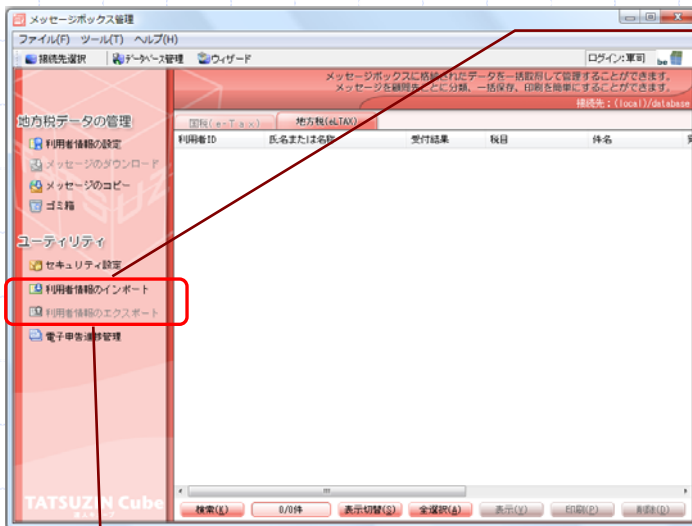 メッセージボックス管理
ファイル(F) ツール(T) ヘルプ(H)
接続先選択 データベース管理 ウィザード ログイン:軍司 be
メッセージボックスに格納されたデータを一括取得して管理することができます。
メッセージを顧問先ごとに分類、一括保存、印刷を簡単にすることができます。
接続先:(local)/database
地方税データの管理
国税(e-Tax) 地方税(eLTAX)
利用者情報の設定
利用者ID 氏名または名称 受付結果 税目 件名
メッセージのダウンロード
メッセージのコピー
ゴミ箱
ユーティリティ
セキュリティ設定
利用者情報のインポート
利用者情報のエクスポート
電子申告進捗管理
TATSUZIN Cube
達人キューブ
検索(K) 0/0件 表示切替(S) 全選択(A) 表示(V) 印刷(P) 削除(D)